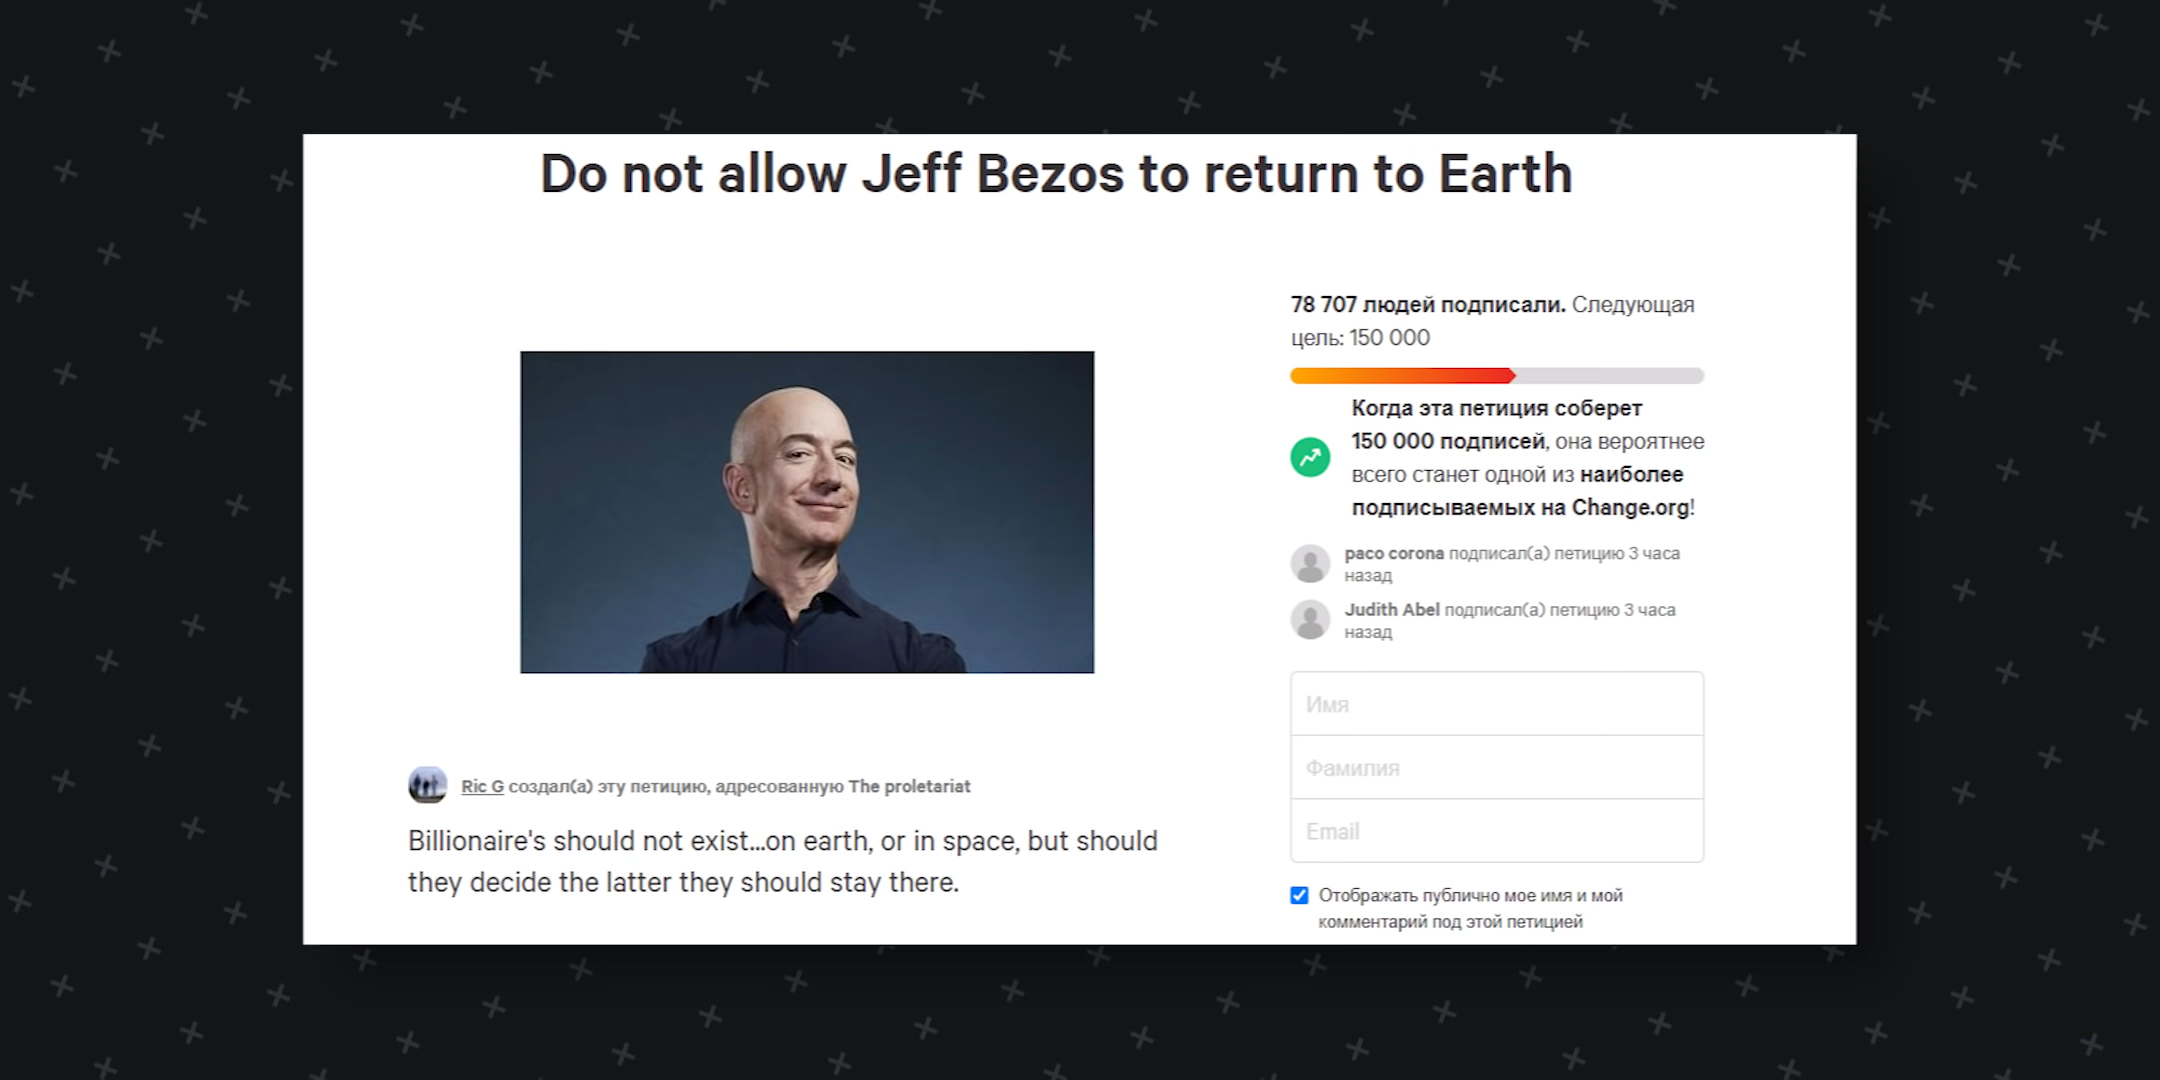 Do not allow Jeff Bezos to return to Earth
78 707 людей подписали. Следующая
цель: 150 000
Когда эта петиция соберет
150 000 подписей, она вероятнее
всего станет одной из наиболее
подписываемых на Change.org!
paco corona подписал(а) петицию 3 часа
назад
Judith Abel подписал(а) петицию 3 часа
назад
Имя
Фамилия
Email
Отображать публично мое имя и мой
комментарий под этой петицией
Ric G создал(а) эту петицию, адресованную The proletariat
Billionaire's should not exist...on earth, or in space, but should
they decide the latter they should stay there.